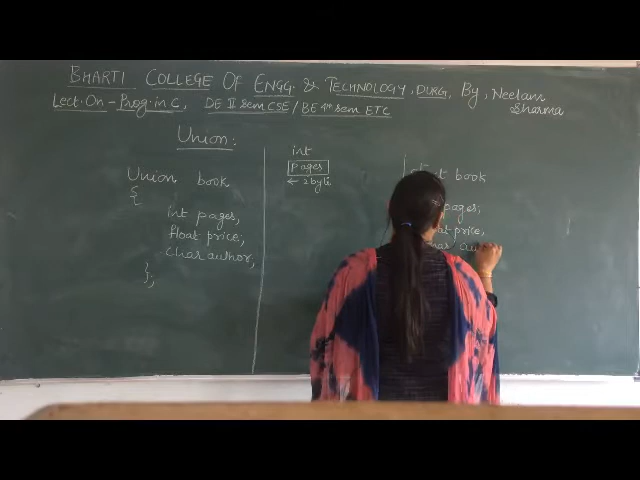 BHARTI COLLEGE OF ENGG. & TECHNOLOGY, DURG, By, Neelam Sharma
Lect. On - Prog. in C, DE II Sem CSE / BE 1st sem ETC
Union:
Union book
{
int pages,
float price;
char author,
};
int
Pages
← 2 byte
book
pages;
price,